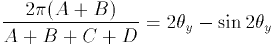 \frac{2\pi(A+B)}{A+B+C+D} = 2\theta_y - \sin 2\theta_y